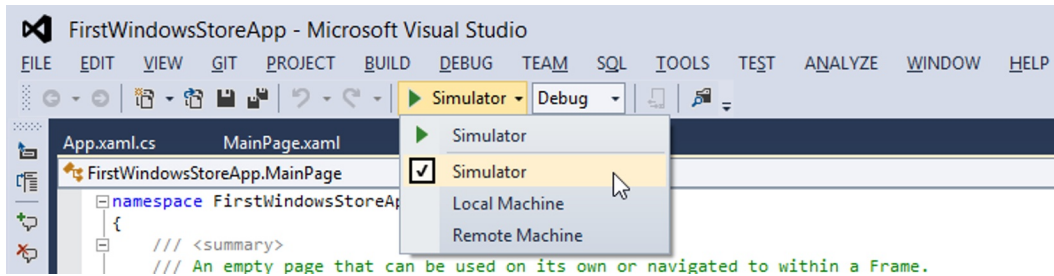 FirstWindowsStoreApp - Microsoft Visual Studio
FILE EDIT VIEW GIT PROJECT BUILD DEBUG TEAM SQL TOOLS TEST ANALYZE WINDOW HELP
Simulator Debug
Simulator
App.xaml.cs MainPage.xaml
FirstWindowsStoreApp.MainPage
Simulator
namespace FirstWindowsStoreAp
Local Machine
{
Remote Machine
/// <summary>
/// An empty page that can be used on its own or navigated to within a Frame.